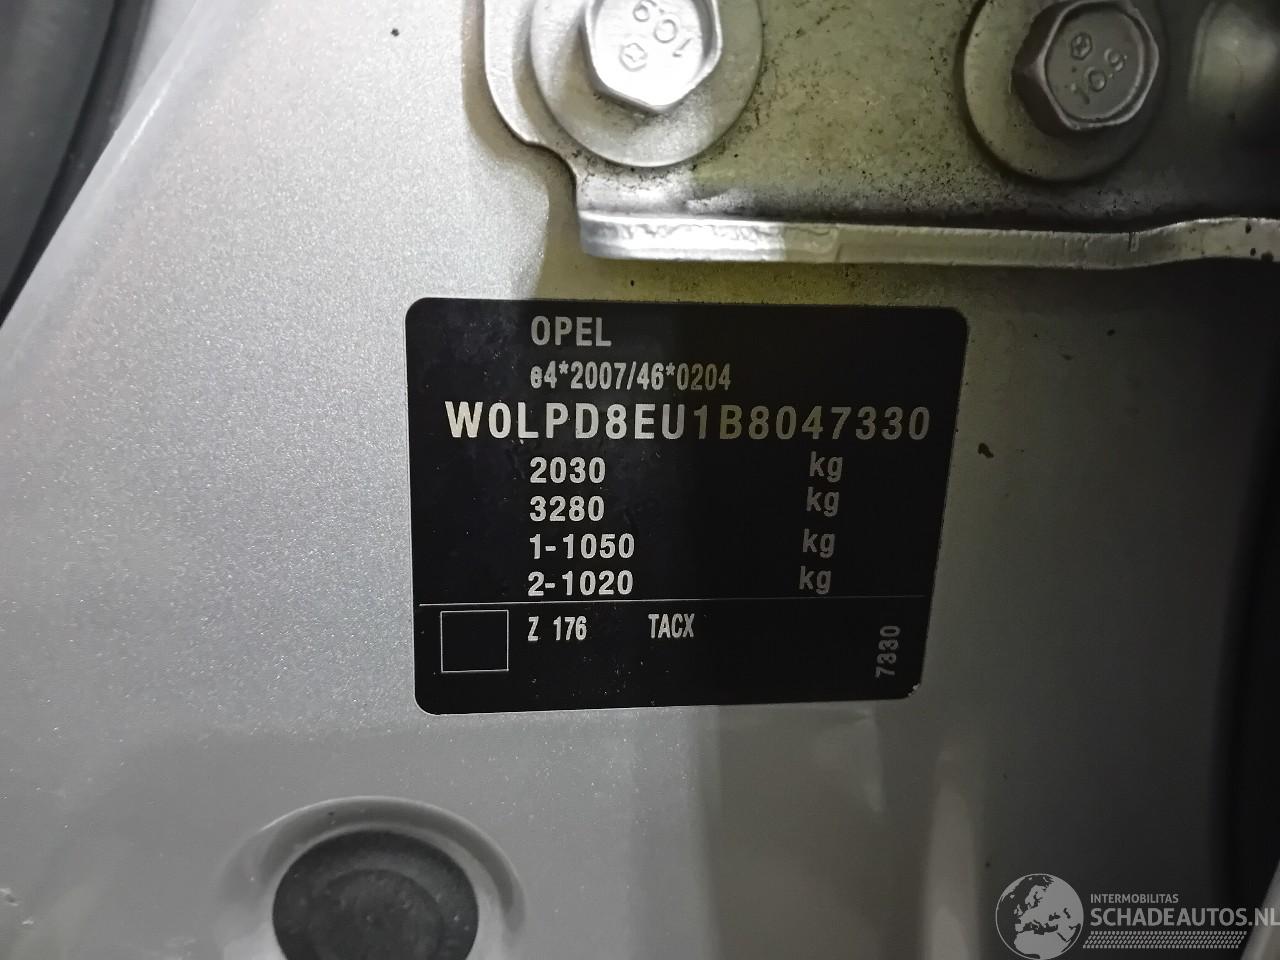 10.9
10.9
OPEL
e4*2007/46*0204
W0LPD8EU1B8047330
2030 kg
3280 kg
1-1050 kg
2-1020 kg
Z 176 TACX
7330
INTERMOBILITAS
SCHADEAUTOS.NL